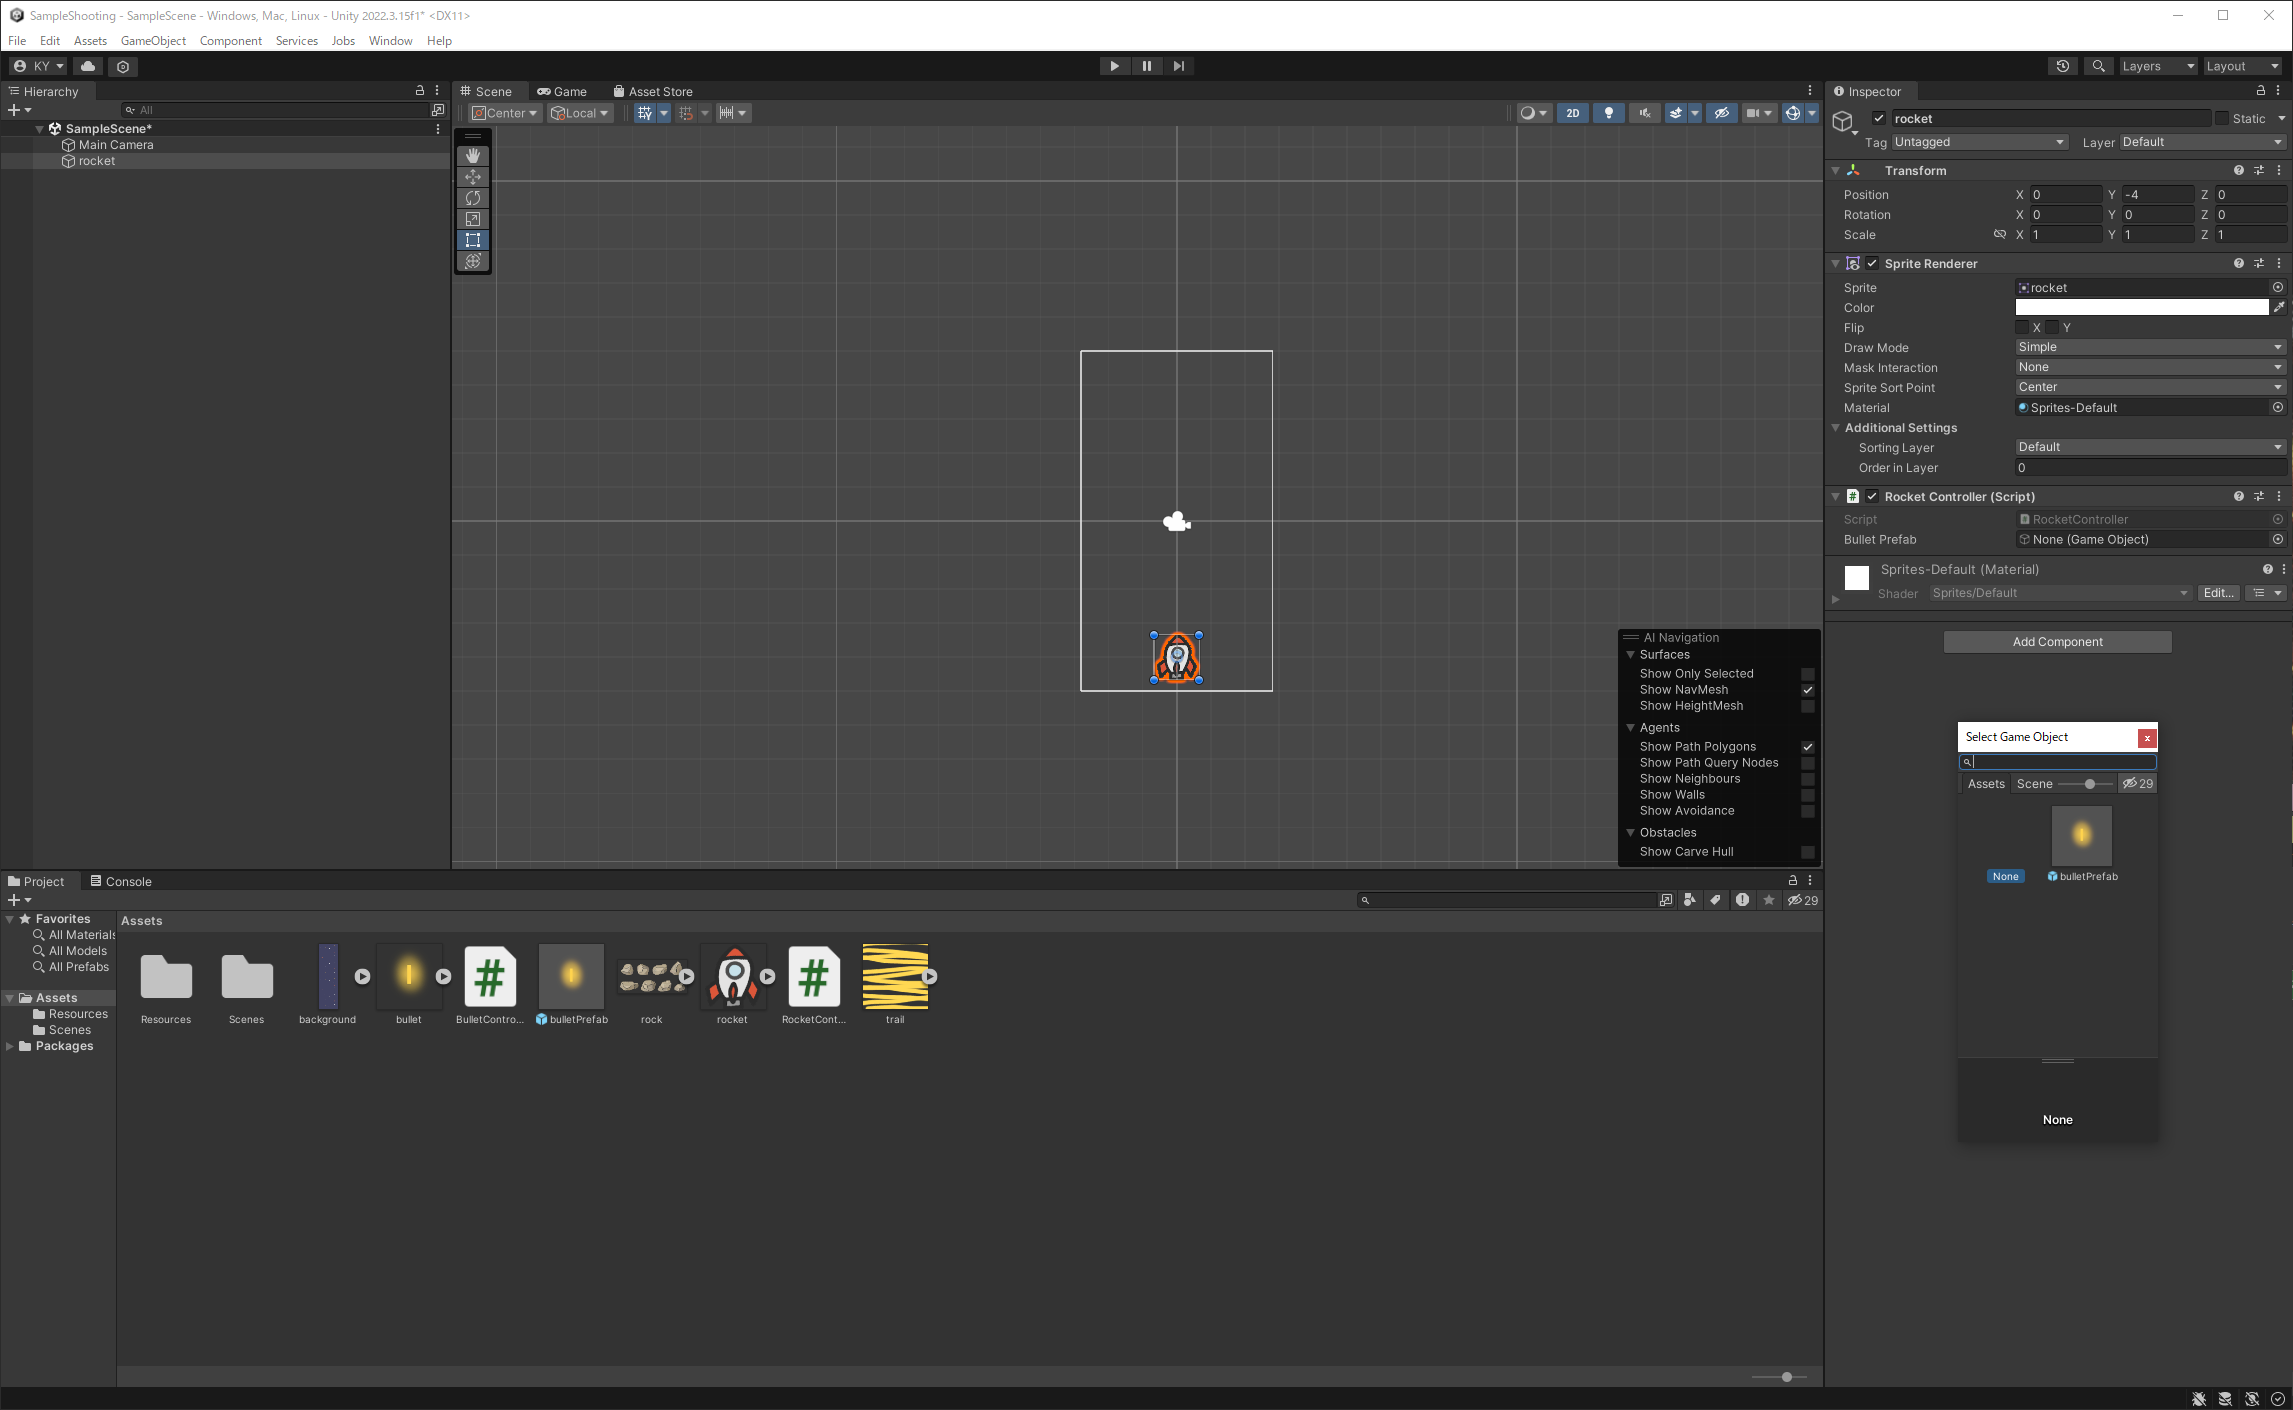 SampleShooting - SampleScene - Windows, Mac, Linux - Unity 2022.3.15f1* <DX11>
File Edit Assets GameObject Component Services Jobs Window Help
KY
Layers Layout
Hierarchy
All
SampleScene*
Main Camera
rocket
Scene Game Asset Store
Center Local
2D
AI Navigation
Surfaces
Show Only Selected
Show NavMesh
Show HeightMesh
Agents
Show Path Polygons
Show Path Query Nodes
Show Neighbours
Show Walls
Show Avoidance
Obstacles
Show Carve Hull
Inspector
rocket Static
Tag Untagged Layer Default
Transform
Position X 0 Y -4 Z 0
Rotation X 0 Y 0 Z 0
Scale X 1 Y 1 Z 1
Sprite Renderer
Sprite rocket
Color
Flip X Y
Draw Mode Simple
Mask Interaction None
Sprite Sort Point Center
Material Sprites-Default
Additional Settings
Sorting Layer Default
Order in Layer 0
# Rocket Controller (Script)
Script RocketController
Bullet Prefab None (Game Object)
Sprites-Default (Material)
Shader Sprites/Default Edit...
Add Component
Select Game Object x
Assets Scene 29
None bulletPrefab
None
Project Console
29
Favorites
All Materials
All Models
All Prefabs
Assets
Resources
Scenes
Packages
Assets
# #
Resources Scenes background bullet BulletContro... bulletPrefab rock rocket RocketCont... trail